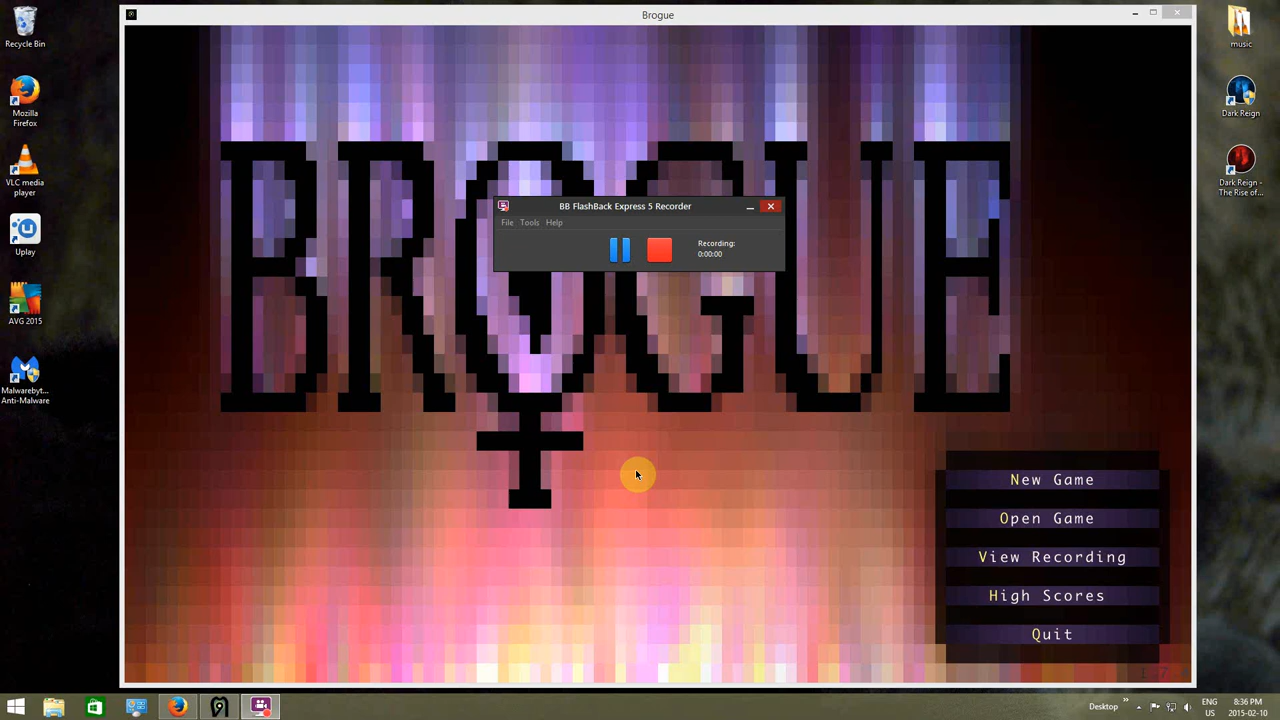 Brogue
Recycle Bin
Mozilla
Firefox
VLC media
player
Uplay
AVG 2015
Malwarebyt...
Anti-Malware
BROGUE
BB FlashBack Express 5 Recorder
File Tools Help
Recording:
0:00:00
New Game
Open Game
View Recording
High Scores
Quit
music
Dark Reign
Dark Reign
- The Rise of...
Desktop
ENG
US
8:36 PM
2015-02-10